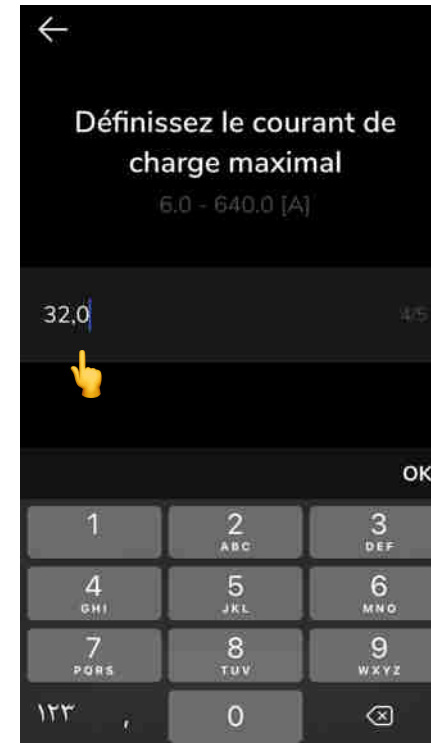 Définissez le courant de
charge maximal
6.0 - 640.0 [A]
32,0
4/5
OK
1 2 3
ABC DEF
4 5 6
GHI JKL MNO
7 8 9
PQRS TUV WXYZ
١٢٣ , 0